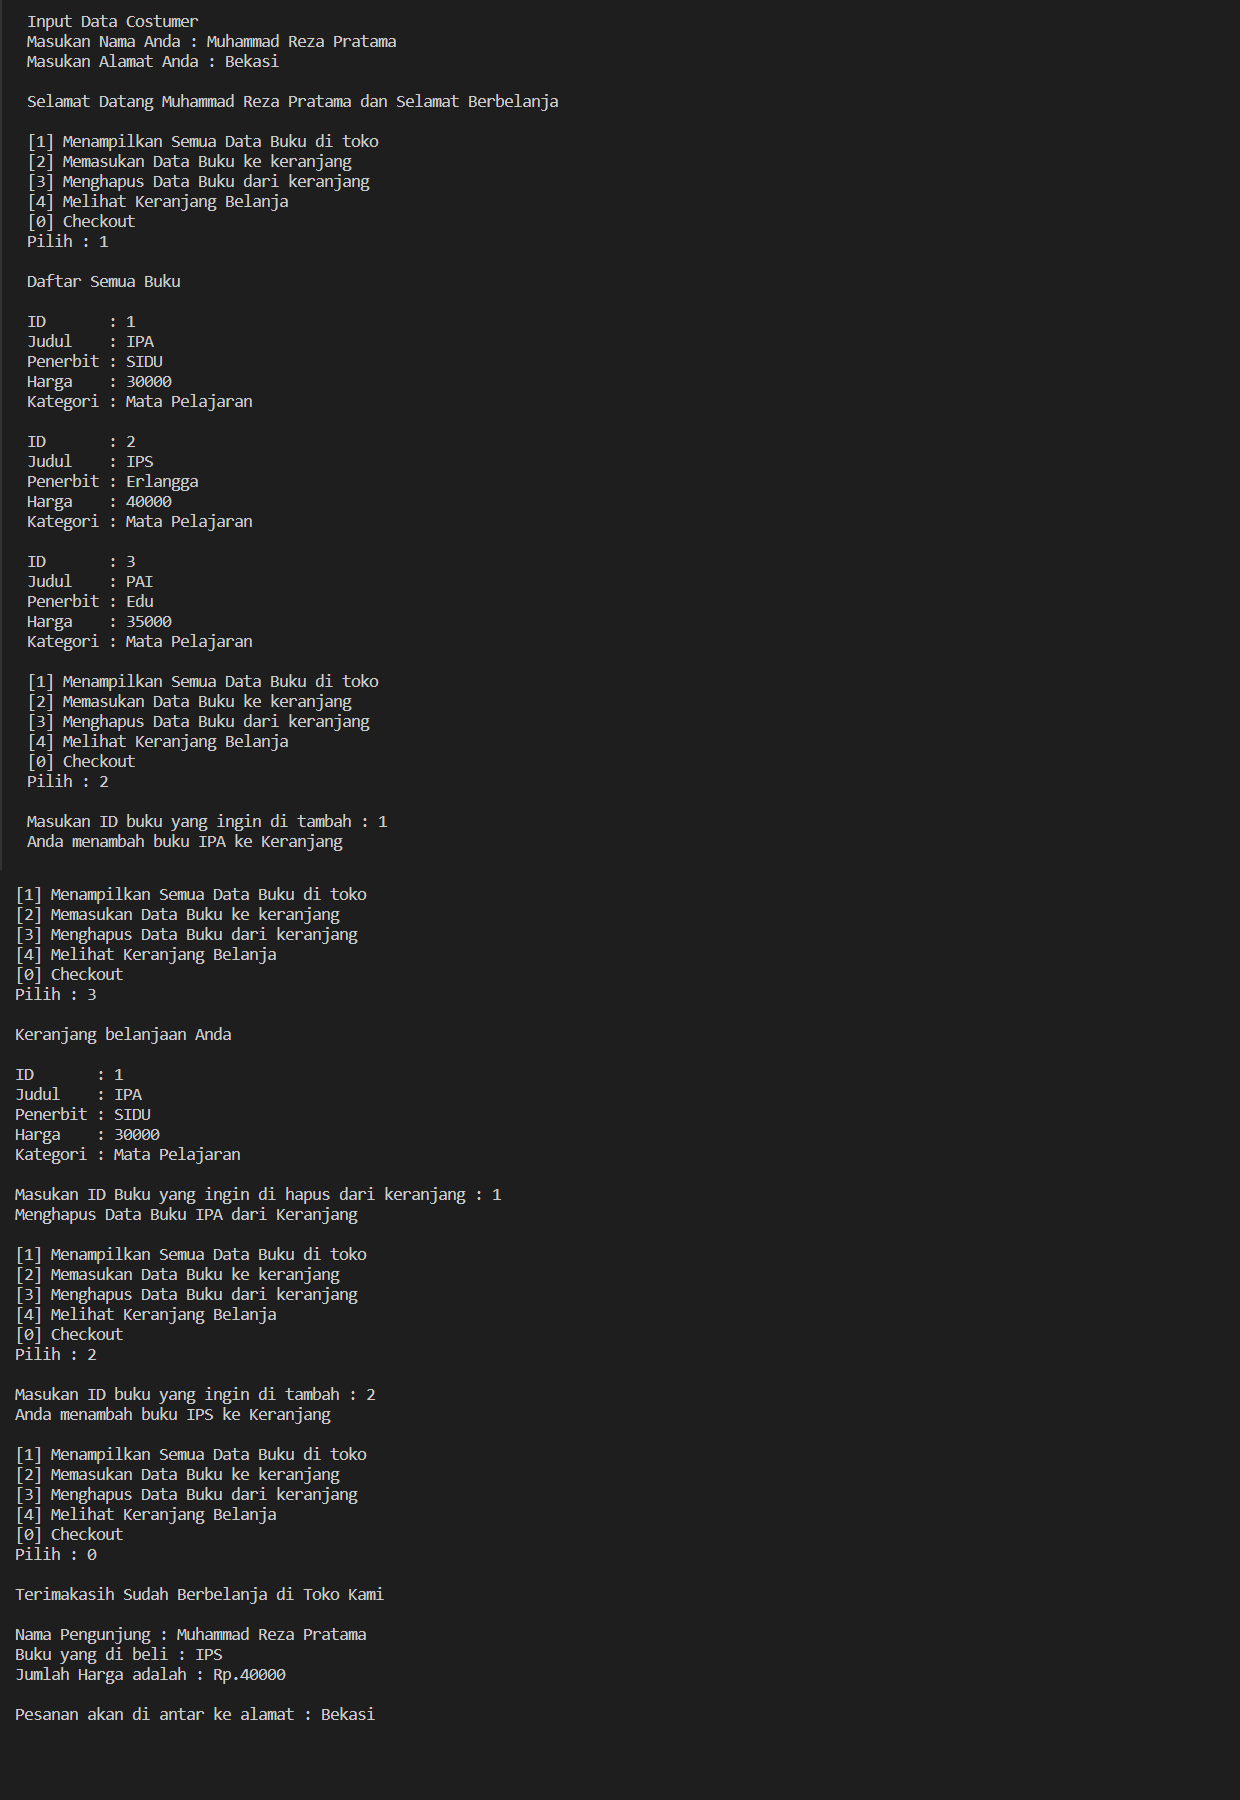 Input Data Costumer
Masukan Nama Anda : Muhammad Reza Pratama
Masukan Alamat Anda : Bekasi
Selamat Datang Muhammad Reza Pratama dan Selamat Berbelanja
[1] Menampilkan Semua Data Buku di toko
[2] Memasukan Data Buku ke keranjang
[3] Menghapus Data Buku dari keranjang
[4] Melihat Keranjang Belanja
[0] Checkout
Pilih : 1
Daftar Semua Buku
ID       : 1
Judul    : IPA
Penerbit : SIDU
Harga    : 30000
Kategori : Mata Pelajaran
ID       : 2
Judul    : IPS
Penerbit : Erlangga
Harga    : 40000
Kategori : Mata Pelajaran
ID       : 3
Judul    : PAI
Penerbit : Edu
Harga    : 35000
Kategori : Mata Pelajaran
[1] Menampilkan Semua Data Buku di toko
[2] Memasukan Data Buku ke keranjang
[3] Menghapus Data Buku dari keranjang
[4] Melihat Keranjang Belanja
[0] Checkout
Pilih : 2
Masukan ID buku yang ingin di tambah : 1
Anda menambah buku IPA ke Keranjang
[1] Menampilkan Semua Data Buku di toko
[2] Memasukan Data Buku ke keranjang
[3] Menghapus Data Buku dari keranjang
[4] Melihat Keranjang Belanja
[0] Checkout
Pilih : 3
Keranjang belanjaan Anda
ID       : 1
Judul    : IPA
Penerbit : SIDU
Harga    : 30000
Kategori : Mata Pelajaran
Masukan ID Buku yang ingin di hapus dari keranjang : 1
Menghapus Data Buku IPA dari Keranjang
[1] Menampilkan Semua Data Buku di toko
[2] Memasukan Data Buku ke keranjang
[3] Menghapus Data Buku dari keranjang
[4] Melihat Keranjang Belanja
[0] Checkout
Pilih : 2
Masukan ID buku yang ingin di tambah : 2
Anda menambah buku IPS ke Keranjang
[1] Menampilkan Semua Data Buku di toko
[2] Memasukan Data Buku ke keranjang
[3] Menghapus Data Buku dari keranjang
[4] Melihat Keranjang Belanja
[0] Checkout
Pilih : 0
Terimakasih Sudah Berbelanja di Toko Kami
Nama Pengunjung : Muhammad Reza Pratama
Buku yang di beli : IPS
Jumlah Harga adalah : Rp.40000
Pesanan akan di antar ke alamat : Bekasi